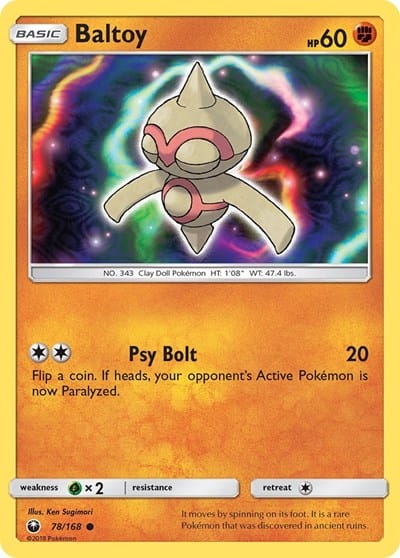 BASIC Baltoy HP60
NO. 343 Clay Doll Pokémon HT: 1'08" WT: 47.4 lbs.
Psy Bolt 20
Flip a coin. If heads, your opponent's Active Pokémon
is now Paralyzed.
weakness ×2 resistance retreat
Illus. Ken Sugimori
78/168
©2018 Pokémon
It moves by spinning on its foot. It is a rare
Pokémon that was discovered in ancient ruins.